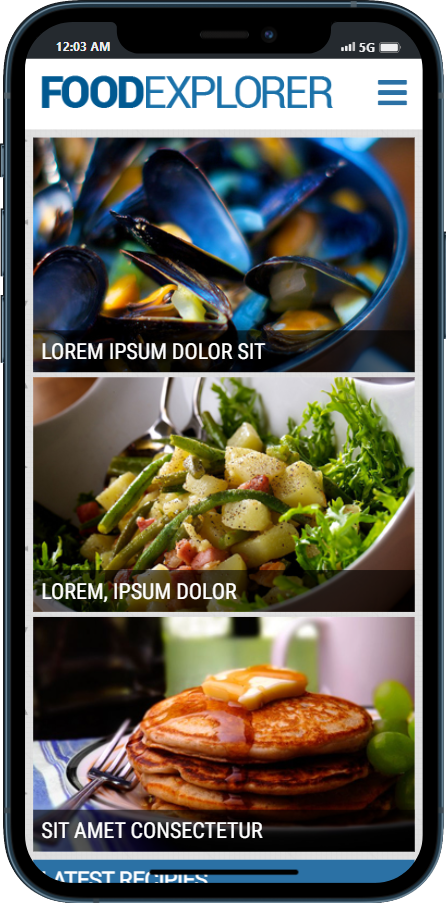 12:03 AM 5G
FOODEXPLORER
LOREM IPSUM DOLOR SIT
LOREM, IPSUM DOLOR
SIT AMET CONSECTETUR
LATEST RECIPIES